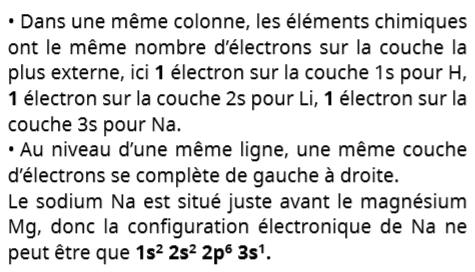 • Dans une même colonne, les éléments chimiques
ont le même nombre d’électrons sur la couche la
plus externe, ici 1 électron sur la couche 1s pour H,
1 électron sur la couche 2s pour Li, 1 électron sur la
couche 3s pour Na.
• Au niveau d’une même ligne, une même couche
d’électrons se complète de gauche à droite.
Le sodium Na est situé juste avant le magnésium
Mg, donc la configuration électronique de Na ne
peut être que 1s² 2s² 2p⁶ 3s¹.